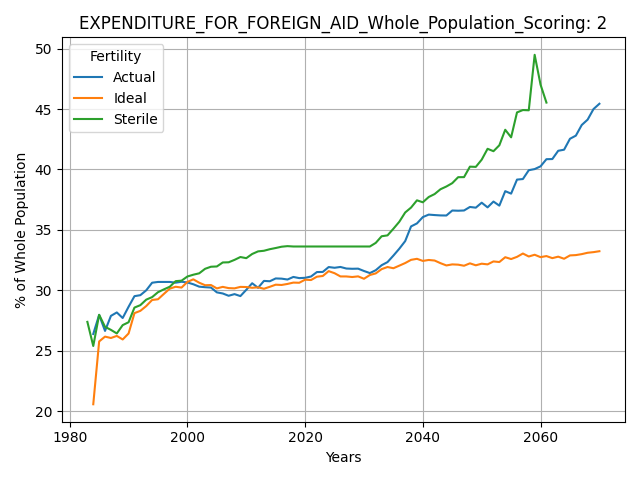 EXPENDITURE_FOR_FOREIGN_AID_Whole_Population_Scoring: 2
Fertility
Actual
Ideal
Sterile
% of Whole Population
50
45
40
35
30
25
20
1980
2000
2020
2040
2060
Years